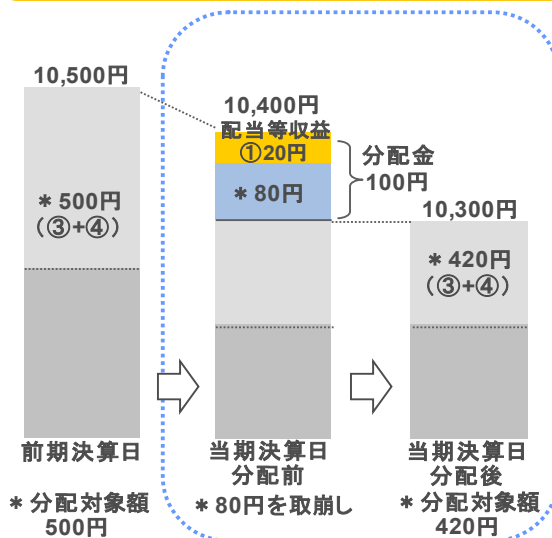 10,500円
＊500円
（③+④）
前期決算日
＊分配対象額
500円
10,400円
配当等収益
①20円
＊80円
分配金
100円
当期決算日
分配前
＊80円を取崩し
10,300円
＊420円
（③+④）
当期決算日
分配後
＊分配対象額
420円